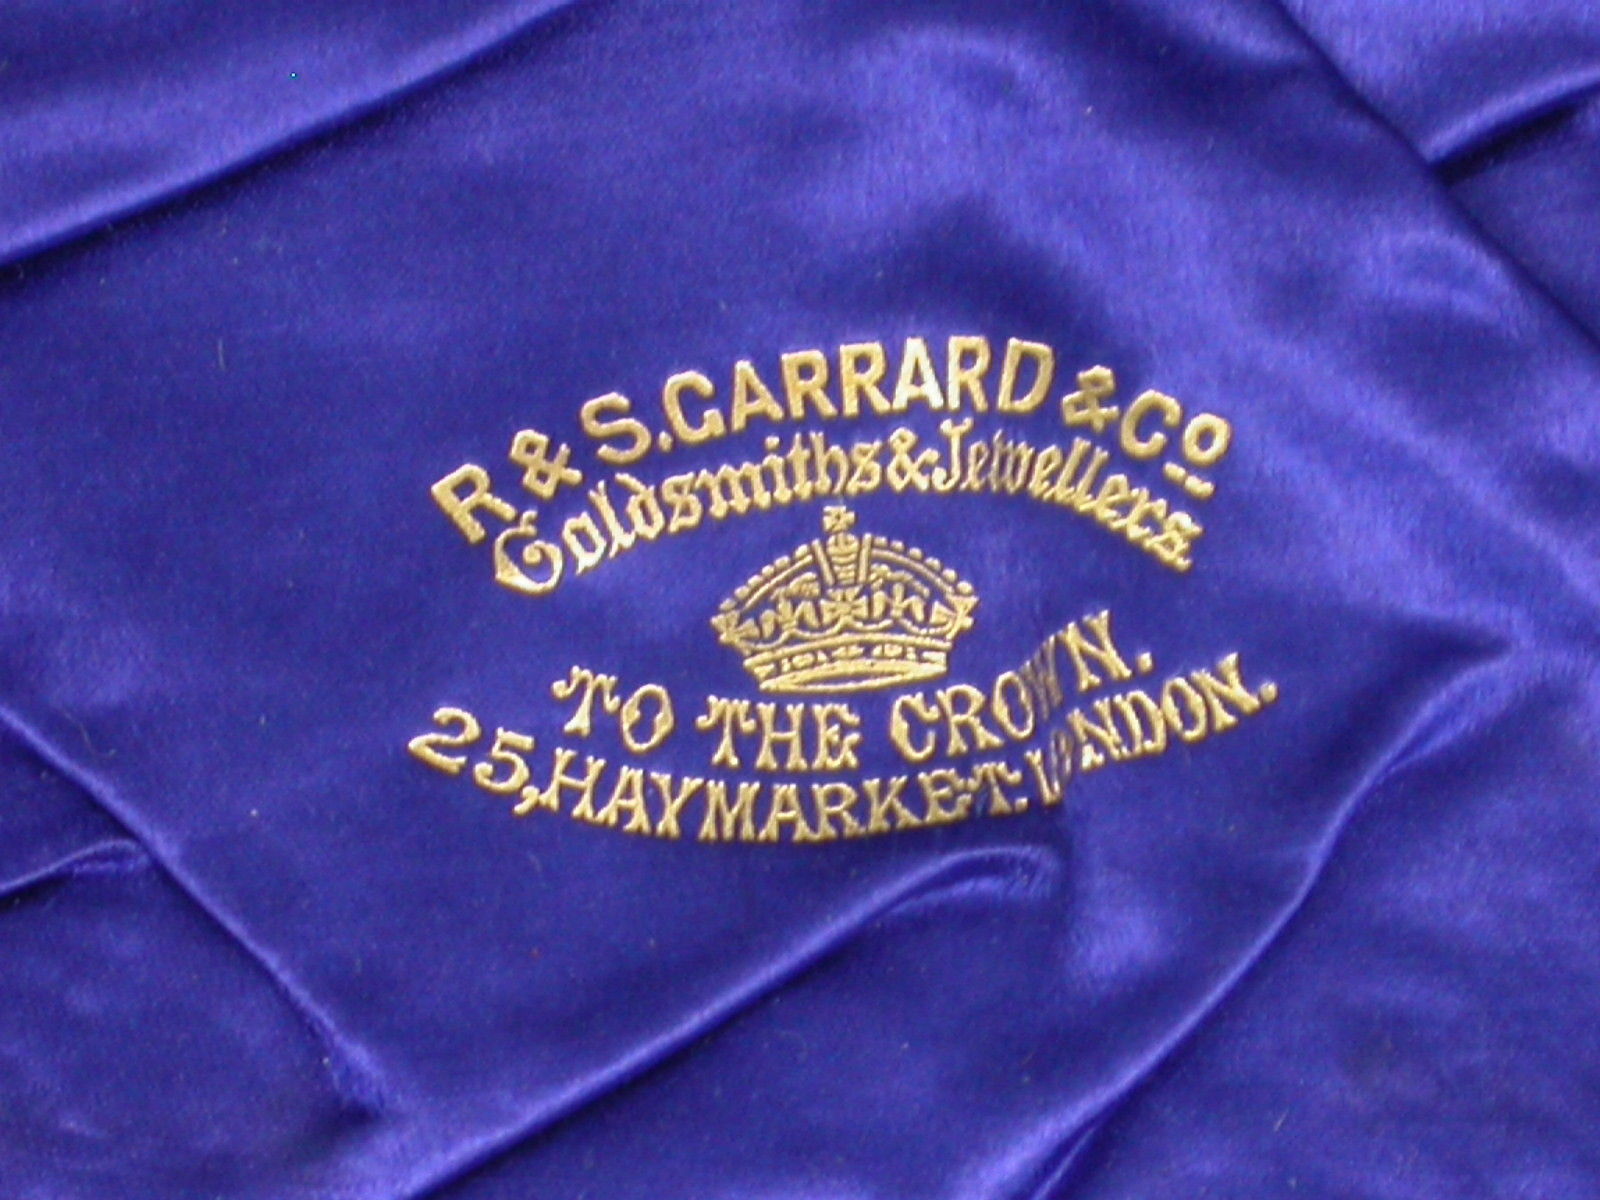 R & S. GARRARD & Co
Goldsmiths & Jewellers.
TO THE CROWN.
25, HAYMARKET. LONDON.